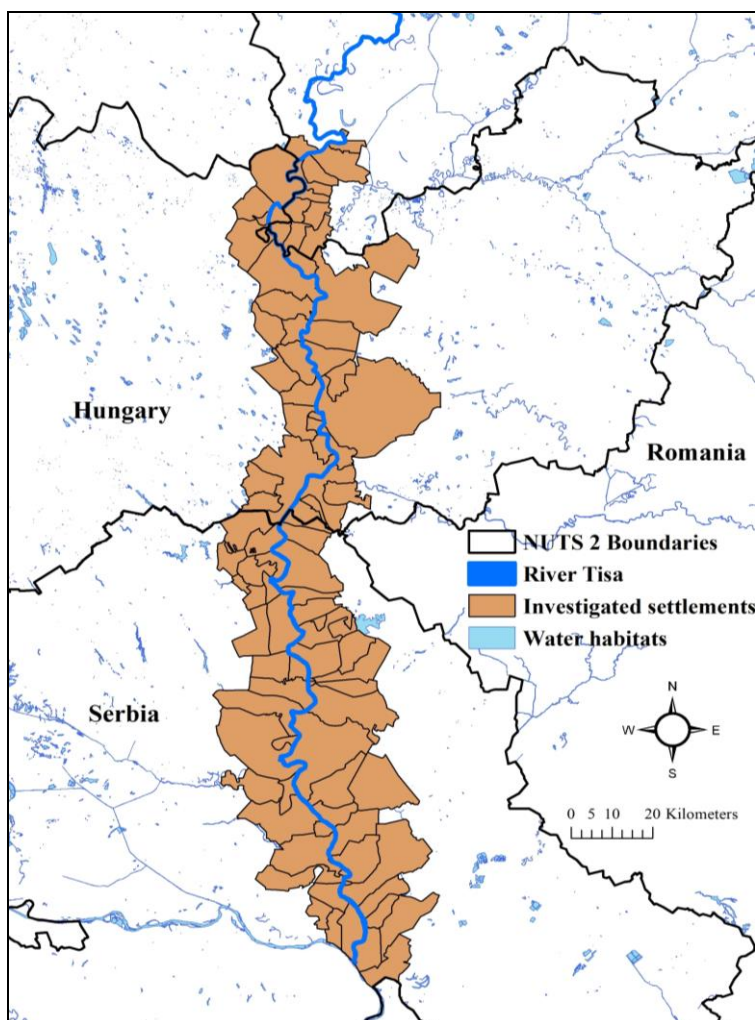 Hungary
Romania
NUTS 2 Boundaries
River Tisa
Investigated settlements
Water habitats
Serbia
N
W E
S
0 5 10 20 Kilometers